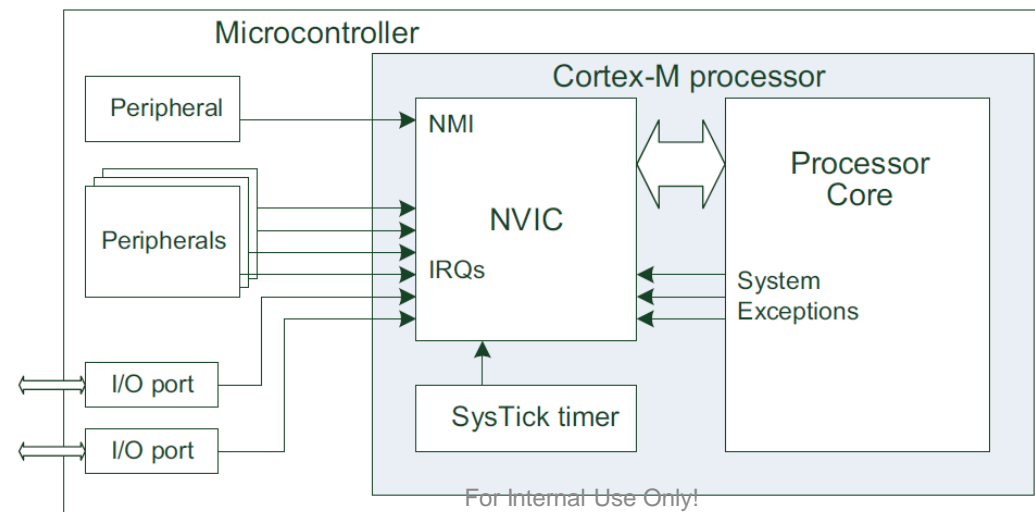 Microcontroller
Cortex-M processor
Peripheral
NMI
Processor
Core
NVIC
Peripherals
IRQs
System
Exceptions
I/O port
SysTick timer
I/O port
For Internal Use Only!